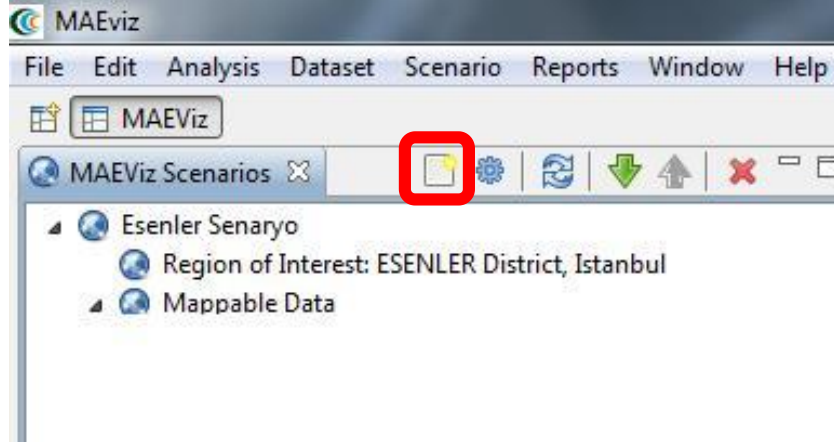 MAEviz
File Edit Analysis Dataset Scenario Reports Window Help
MAEViz
MAEViz Scenarios
Esenler Senaryo
Region of Interest: ESENLER District, Istanbul
Mappable Data